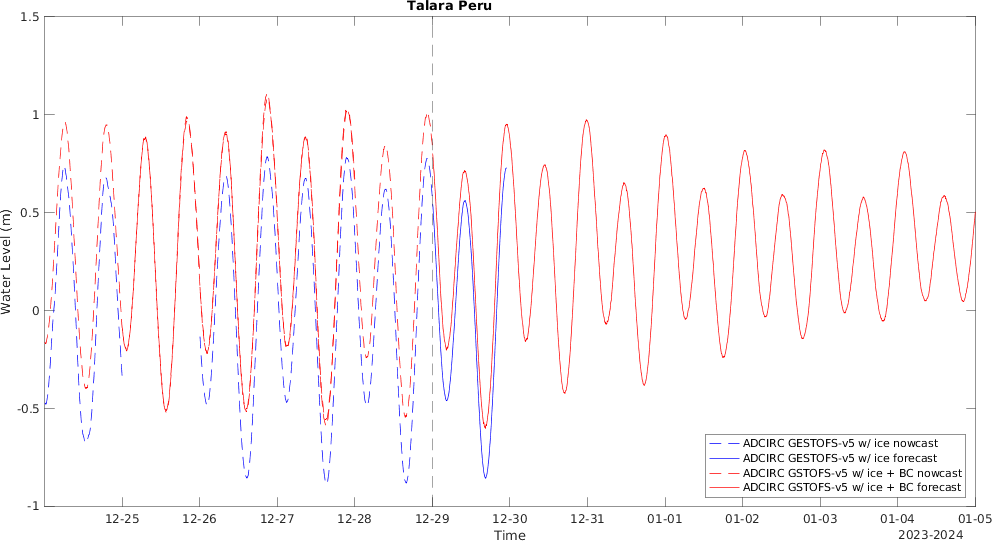 Talara Peru
1.5
1
0.5
0
-0.5
-1
Water Level (m)
12-25 12-26 12-27 12-28 12-29 12-30 12-31 01-01 01-02 01-03 01-04 01-05
Time
2023-2024
ADCIRC GESTOFS-v5 w/ ice nowcast
ADCIRC GESTOFS-v5 w/ ice forecast
ADCIRC GSTOFS-v5 w/ ice + BC nowcast
ADCIRC GSTOFS-v5 w/ ice + BC forecast